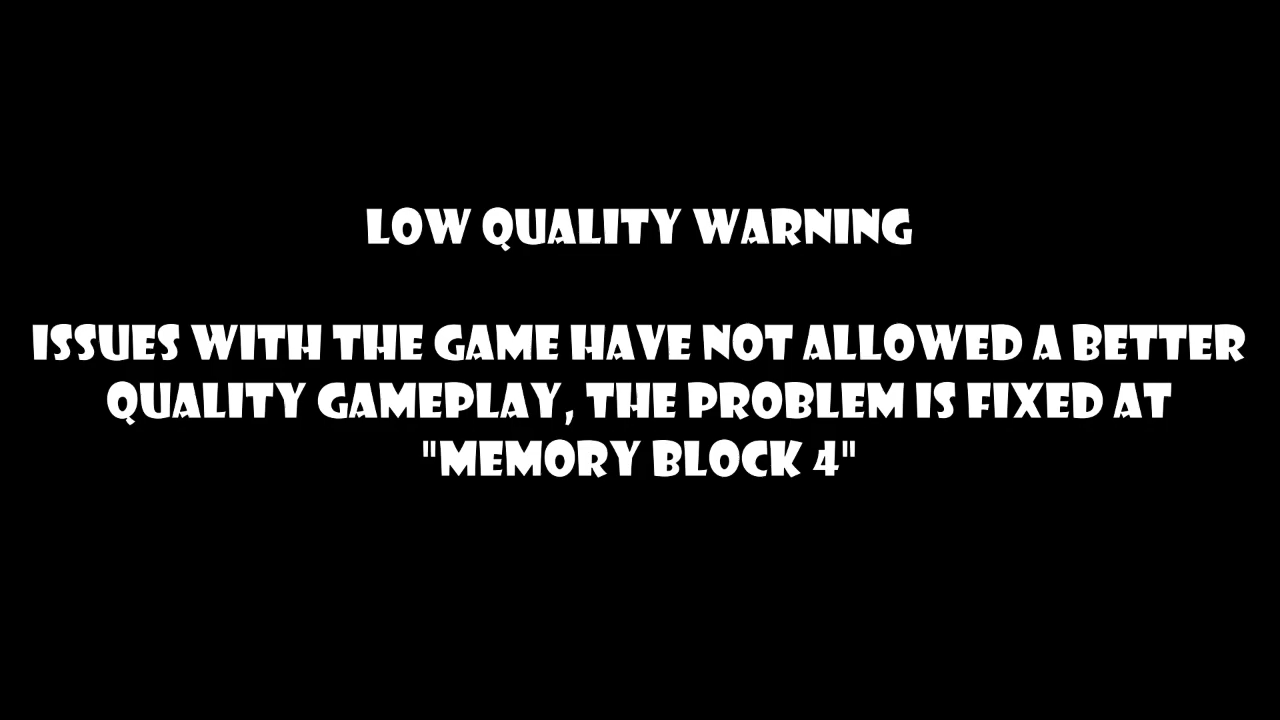 LOW QUALITY WARNING
ISSUES WITH THE GAME HAVE NOT ALLOWED A BETTER
QUALITY GAMEPLAY, THE PROBLEM IS FIXED AT
"MEMORY BLOCK 4"